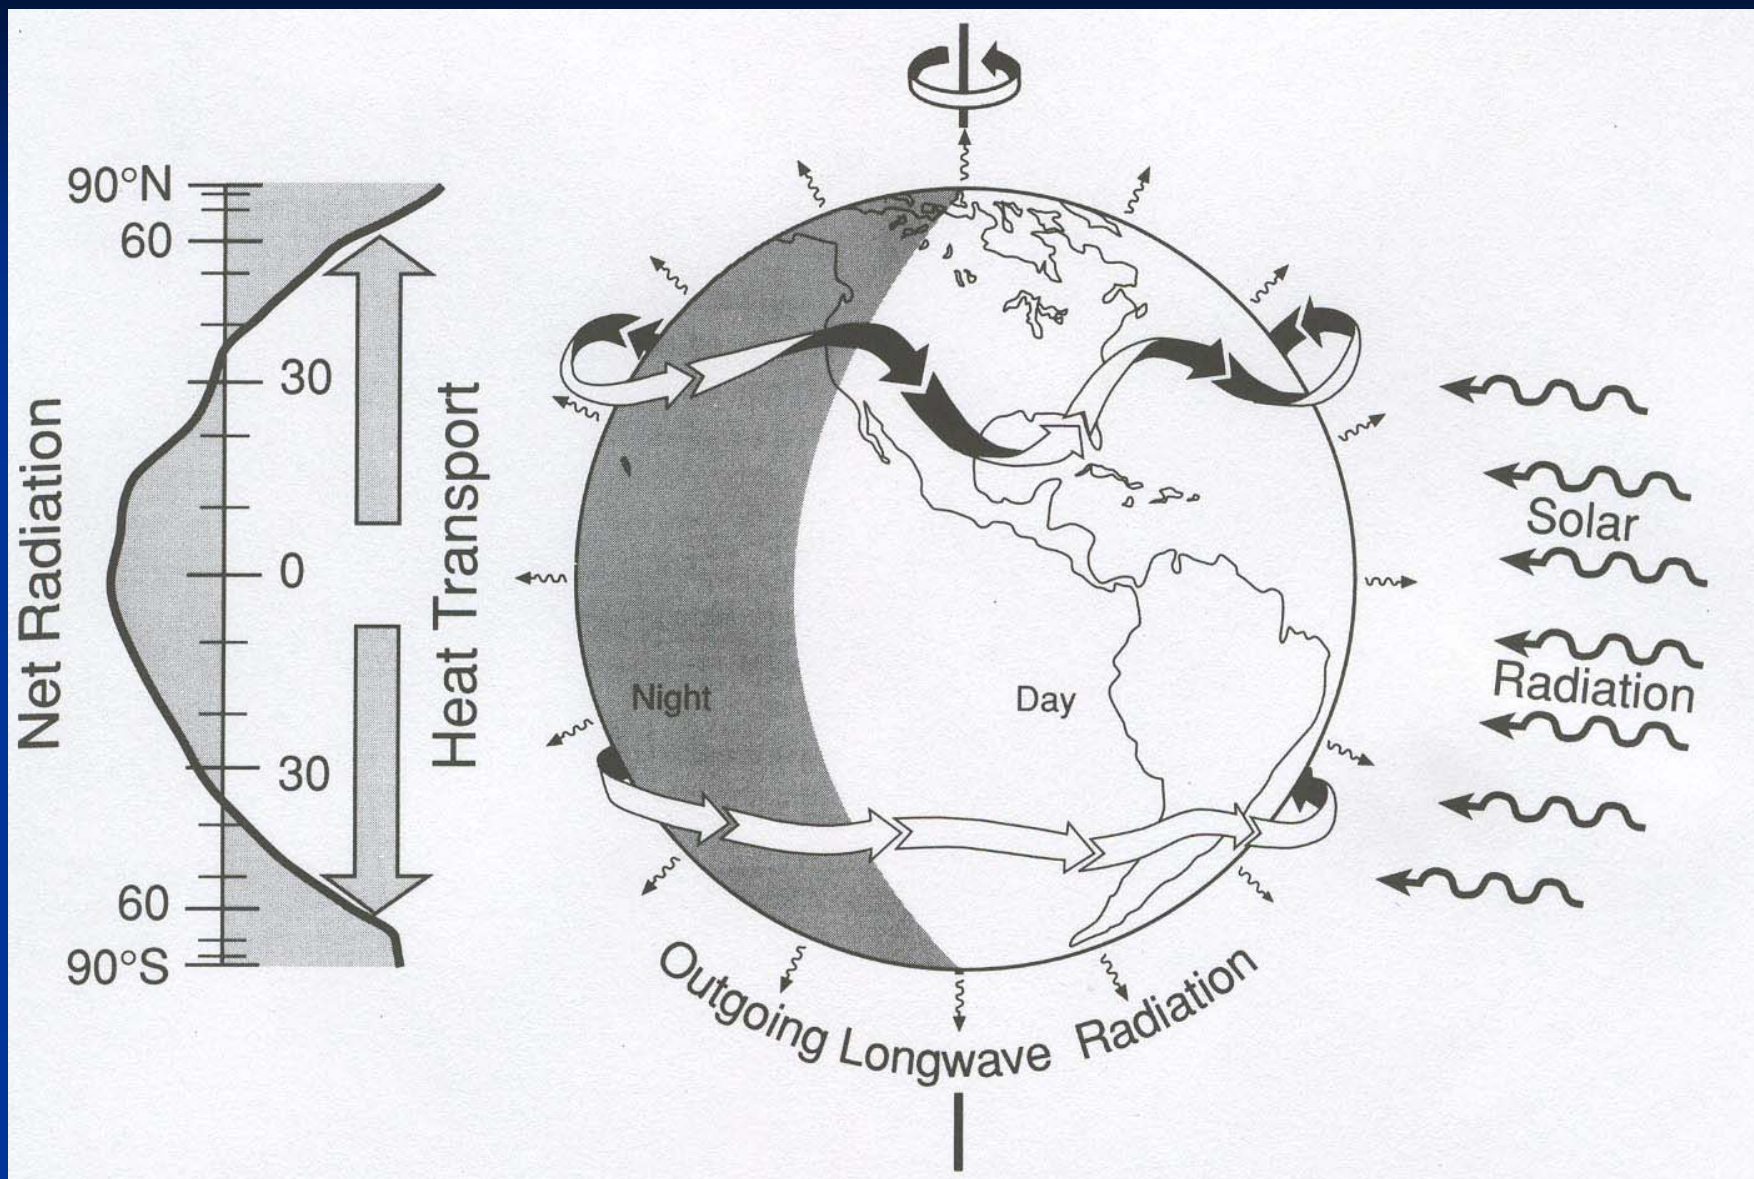 90°N
60
30
0
30
60
90°S
Net Radiation
Heat Transport
Night
Day
Solar
Radiation
Outgoing Longwave Radiation